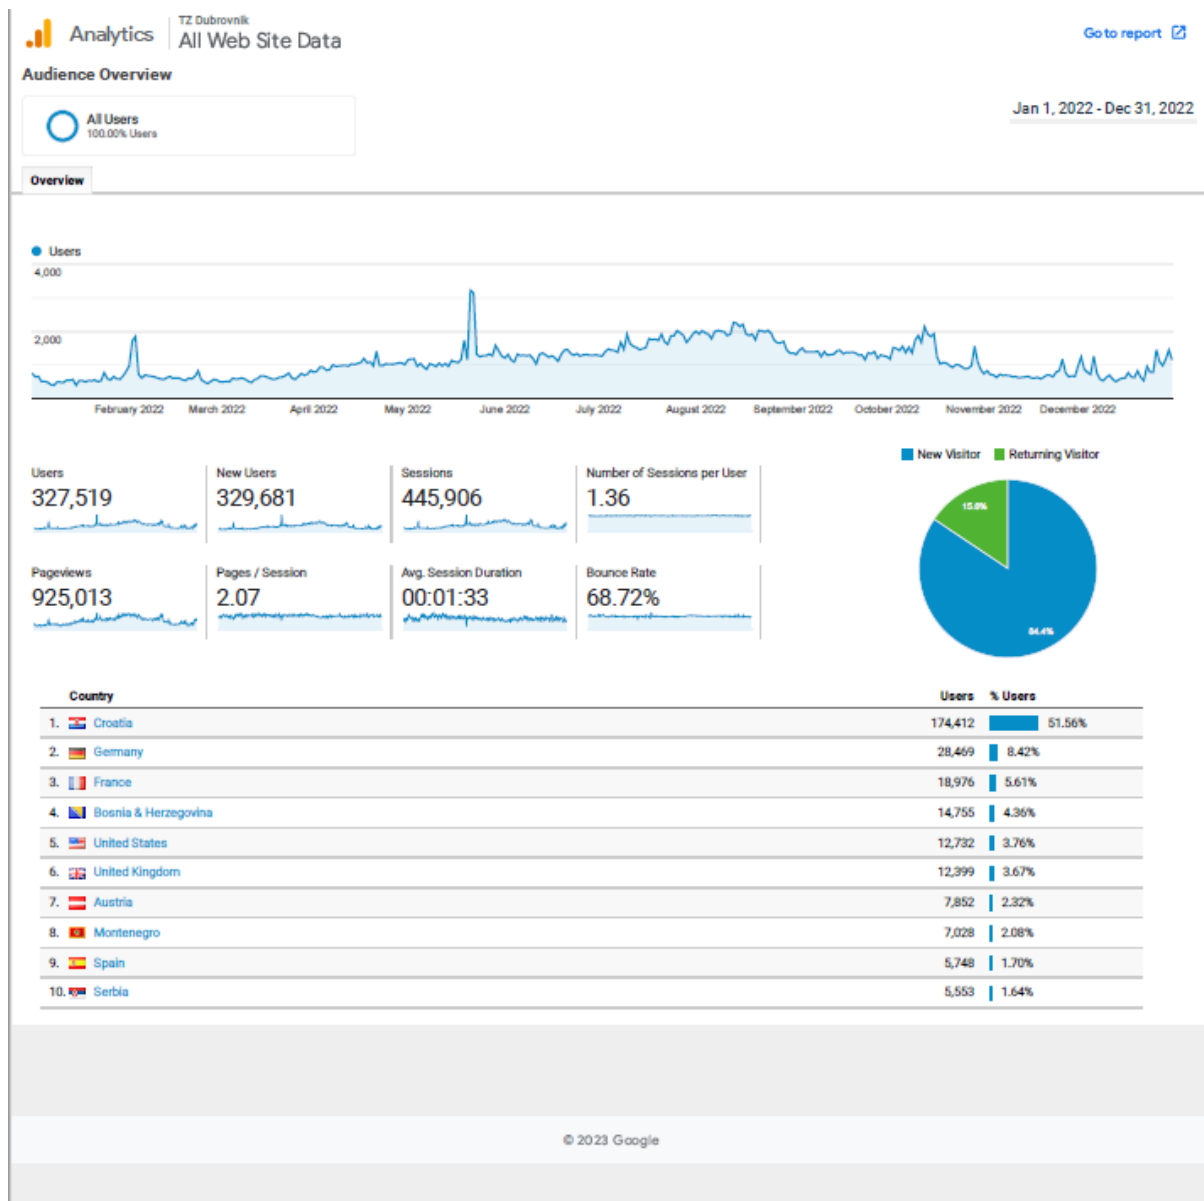 Analytics
TZ Dubrovnik
All Web Site Data
Go to report
Audience Overview
All Users
100.00% Users
Jan 1, 2022 - Dec 31, 2022
Overview
Users
4,000
2,000
February 2022 March 2022 April 2022 May 2022 June 2022 July 2022 August 2022 September 2022 October 2022 November 2022 December 2022
New Visitor Returning Visitor
Users New Users Sessions Number of Sessions per User
327,519 329,681 445,906 1.36
15.6%
Pageviews Pages / Session Avg. Session Duration Bounce Rate
925,013 2.07 00:01:33 68.72%
84.4%
Country Users % Users
1. Croatia 174,412 51.56%
2. Germany 28,469 8.42%
3. France 18,976 5.61%
4. Bosnia & Herzegovina 14,755 4.36%
5. United States 12,732 3.76%
6. United Kingdom 12,399 3.67%
7. Austria 7,852 2.32%
8. Montenegro 7,028 2.08%
9. Spain 5,748 1.70%
10. Serbia 5,553 1.64%
© 2023 Google